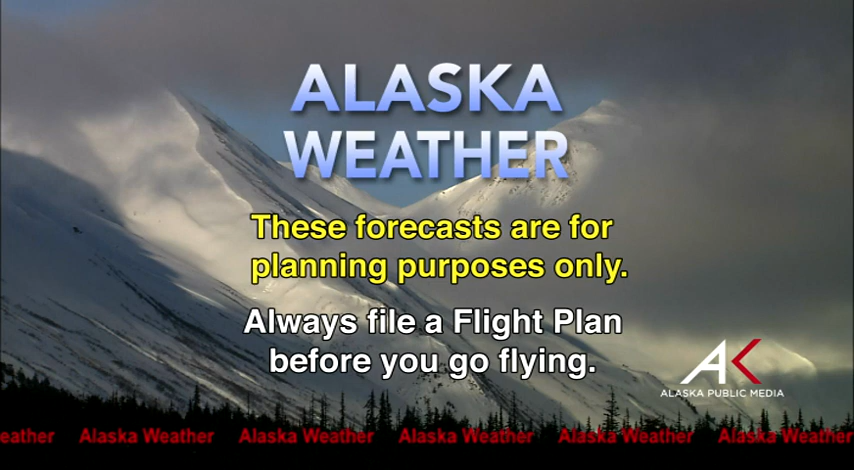 ALASKA
WEATHER
These forecasts are for
planning purposes only.
Always file a Flight Plan
before you go flying.
AK
ALASKA PUBLIC MEDIA
eather Alaska Weather Alaska Weather Alaska Weather Alaska Weather Alaska Weather